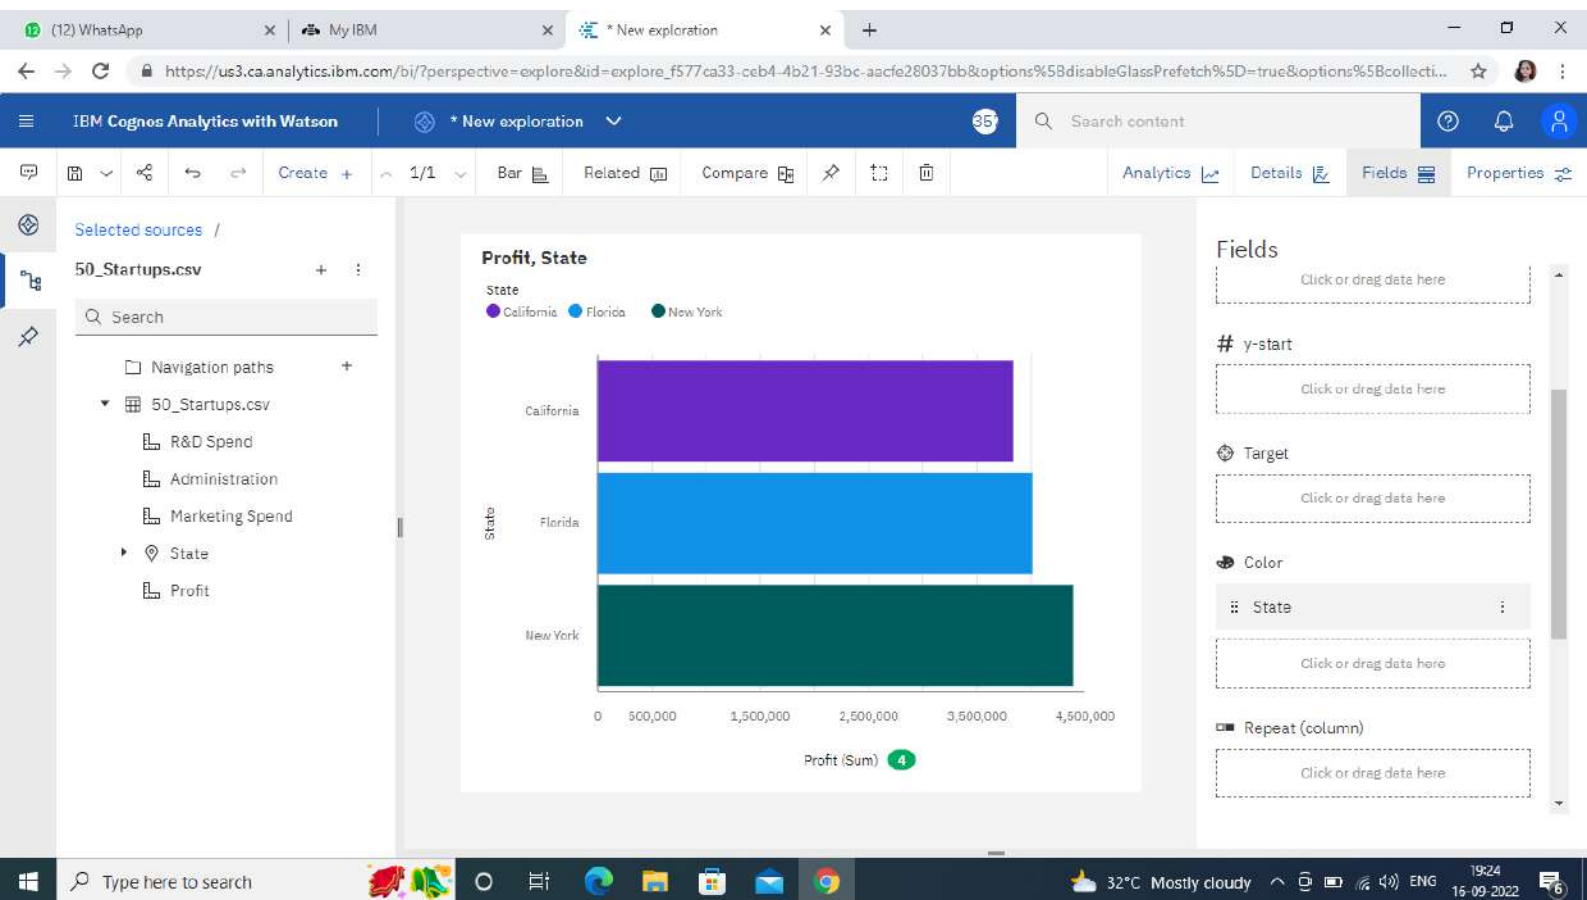 (12) WhatsApp
My IBM
* New exploration
https://us3.ca.analytics.ibm.com/bi/?perspective=explore&id=explore_f577ca33-ceb4-4b21-93bc-aacfe28037bb&options%5BdisableGlassPrefetch%5D=true&options%5Bcollecti...
IBM Cognos Analytics with Watson
* New exploration
Search content
Create +
1/1
Bar
Related
Compare
Analytics
Details
Fields
Properties
Selected sources /
50_Startups.csv
Search
Navigation paths
50_Startups.csv
R&D Spend
Administration
Marketing Spend
State
Profit
Profit, State
State
California
Florida
New York
California
Florida
New York
State
0 500,000 1,500,000 2,500,000 3,500,000 4,500,000
Profit (Sum) 4
Fields
Click or drag data here
# y-start
Click or drag data here
Target
Click or drag data here
Color
State
Click or drag data here
Repeat (column)
Click or drag data here
Type here to search
32°C Mostly cloudy
ENG
19:24
16-09-2022
6